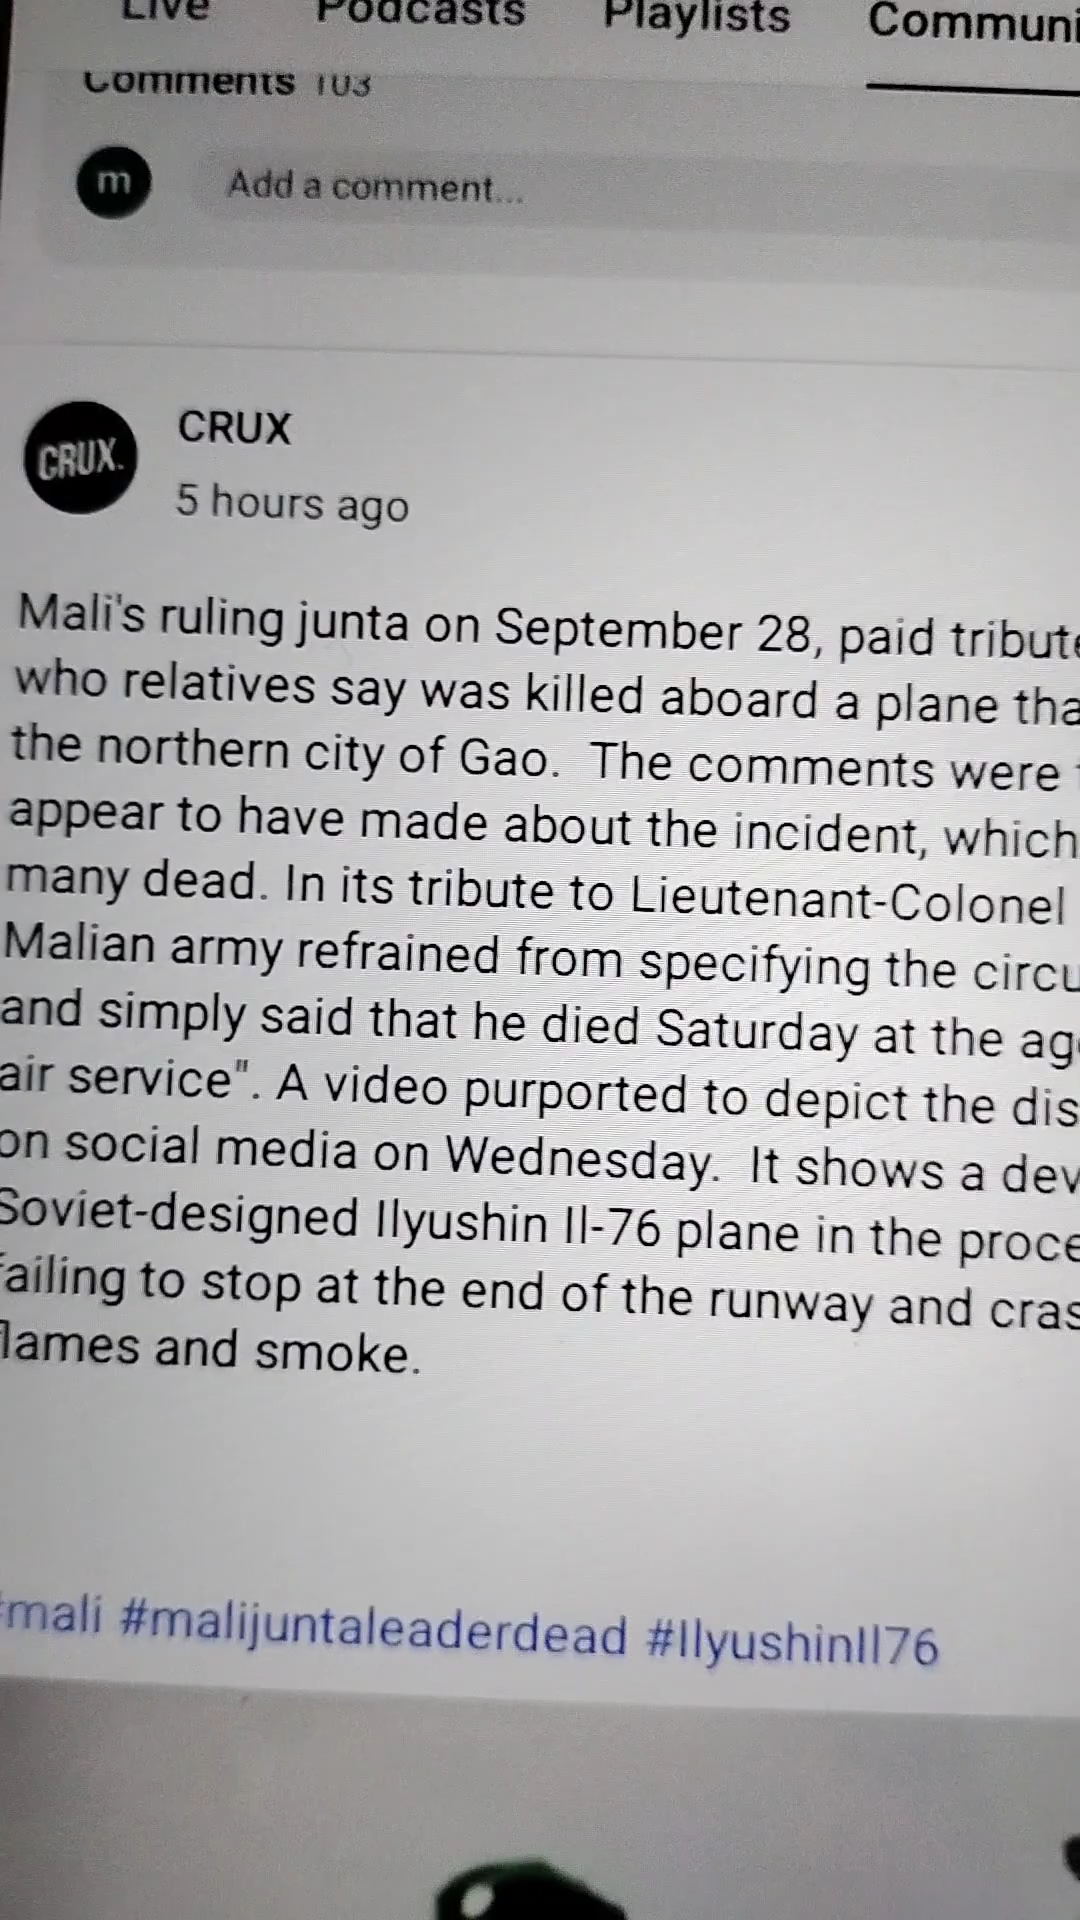 Live Podcasts Playlists Communi
Comments 103
m
Add a comment...
CRUX.
CRUX
5 hours ago
Mali's ruling junta on September 28, paid tribute
who relatives say was killed aboard a plane tha
the northern city of Gao.  The comments were
appear to have made about the incident, which
many dead. In its tribute to Lieutenant-Colonel
Malian army refrained from specifying the circu
and simply said that he died Saturday at the ag
air service". A video purported to depict the dis
on social media on Wednesday.  It shows a dev
Soviet-designed Ilyushin Il-76 plane in the proce
failing to stop at the end of the runway and cras
lames and smoke.
#mali #malijuntaleaderdead #IlyushinIl76